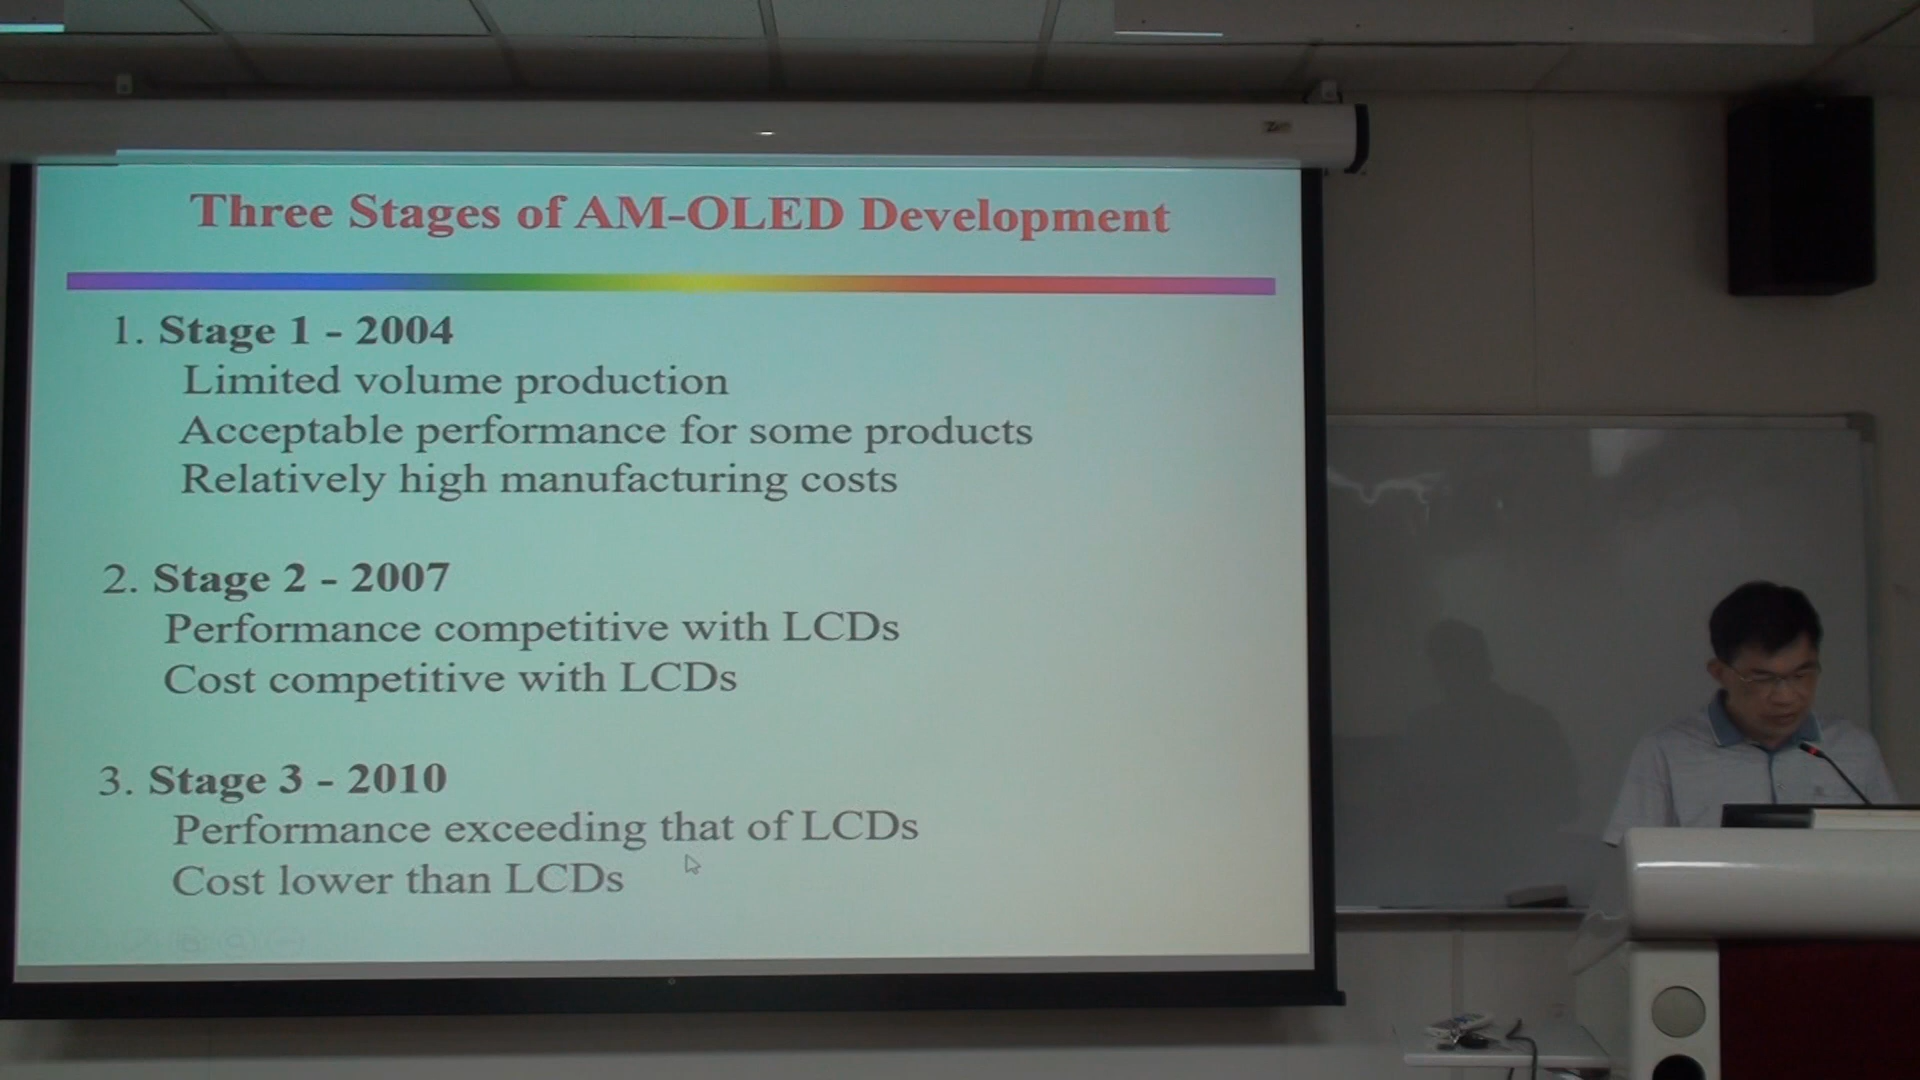 Three Stages of AM-OLED Development
1. Stage 1 - 2004
Limited volume production
Acceptable performance for some products
Relatively high manufacturing costs
2. Stage 2 - 2007
Performance competitive with LCDs
Cost competitive with LCDs
3. Stage 3 - 2010
Performance exceeding that of LCDs
Cost lower than LCDs